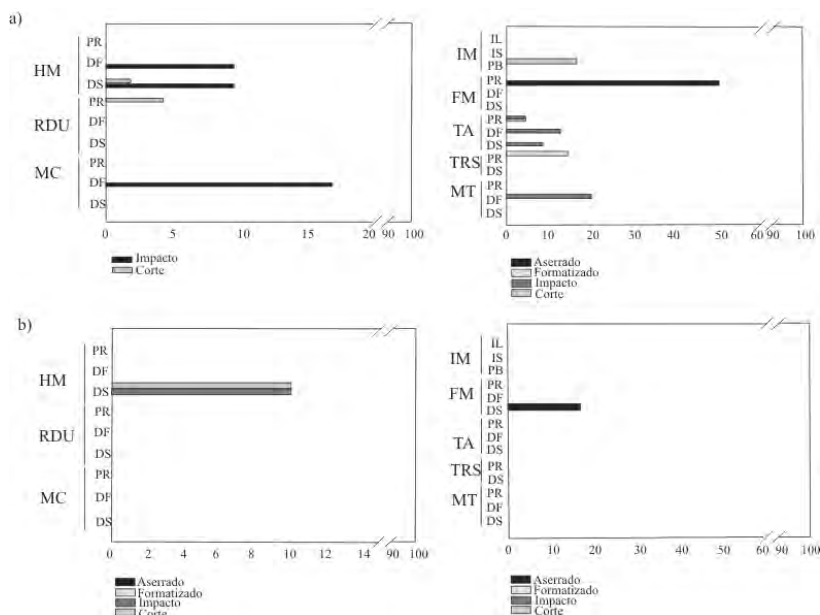 a)
HM
PR
DF
DS
RDU
PR
DF
DS
MC
PR
DF
DS
0 5 10 15 20 90 100
Impacto
Corte
IM
IL
IS
PB
FM
PR
DF
DS
TA
PR
DF
DS
TRS
PR
DS
MT
PR
DF
DS
0 10 20 30 40 50 60 90 100
Aserrado
Formatizado
Impacto
Corte
b)
HM
PR
DF
DS
RDU
PR
DF
DS
MC
PR
DF
DS
0 2 4 6 8 10 12 14 90 100
Aserrado
Formatizado
Impacto
Corte
IM
IL
IS
PB
FM
PR
DF
DS
TA
PR
DF
DS
TRS
PR
DS
MT
PR
DF
DS
0 10 20 30 40 50 60 90 100
Aserrado
Formatizado
Impacto
Corte